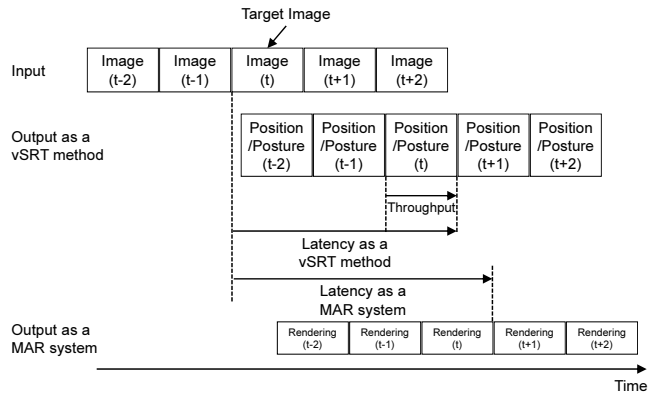 Target Image
Input
Image
(t-2)
Image
(t-1)
Image
(t)
Image
(t+1)
Image
(t+2)
Output as a
vSRT method
Position
/Posture
(t-2)
Position
/Posture
(t-1)
Position
/Posture
(t)
Position
/Posture
(t+1)
Position
/Posture
(t+2)
Throughput
Latency as a
vSRT method
Latency as a
MAR system
Output as a
MAR system
Rendering
(t-2)
Rendering
(t-1)
Rendering
(t)
Rendering
(t+1)
Rendering
(t+2)
Time